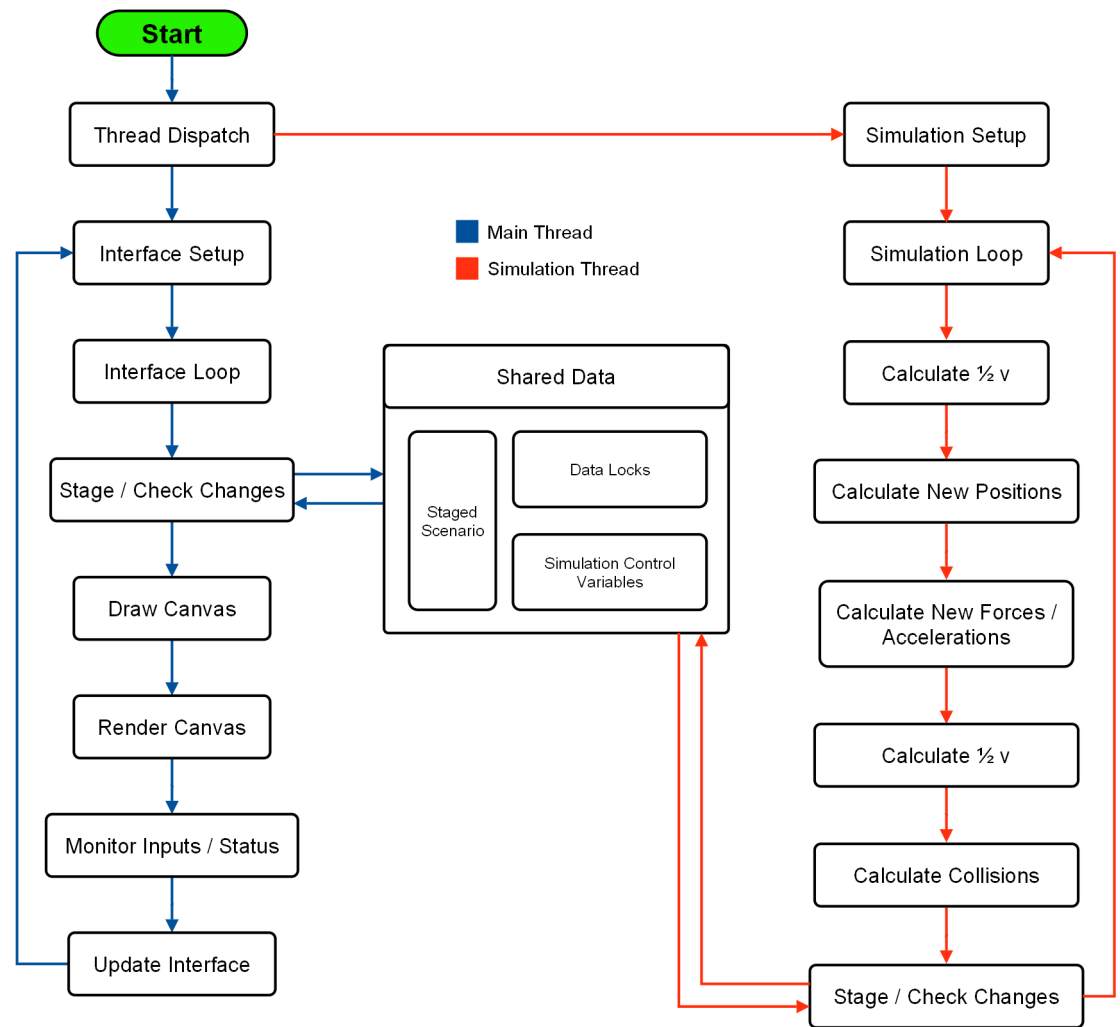 Start
Thread Dispatch
Simulation Setup
Interface Setup
Main Thread
Simulation Thread
Simulation Loop
Interface Loop
Shared Data
Calculate ½ v
Stage / Check Changes
Staged
Scenario
Data Locks
Simulation Control
Variables
Calculate New Positions
Draw Canvas
Calculate New Forces /
Accelerations
Render Canvas
Calculate ½ v
Monitor Inputs / Status
Calculate Collisions
Update Interface
Stage / Check Changes